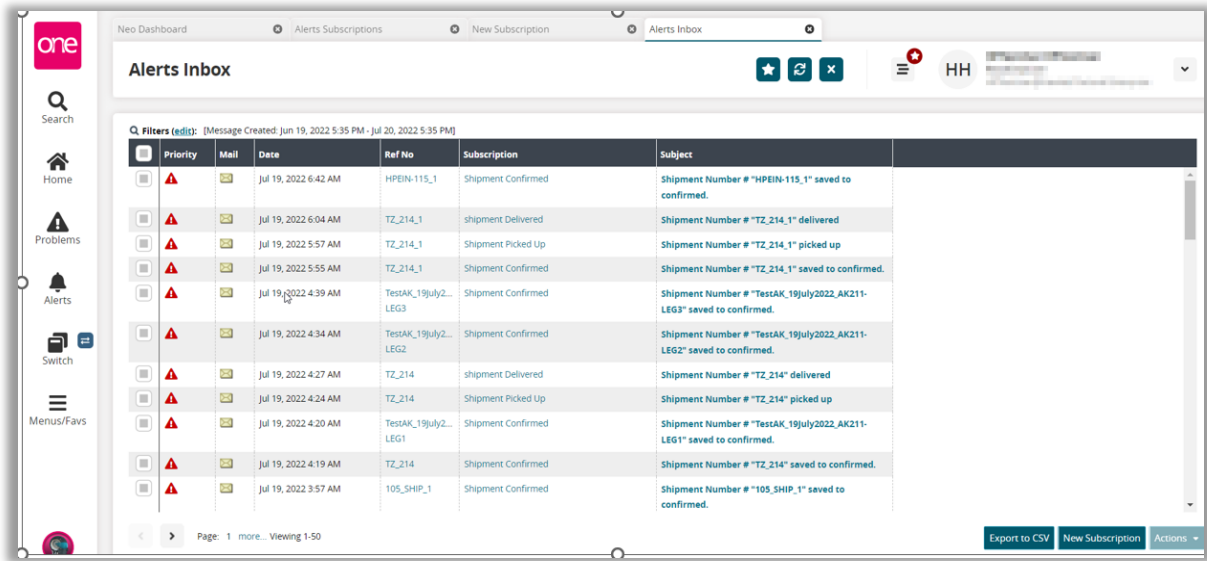 one
Neo Dashboard
Alerts Subscriptions
New Subscription
Alerts Inbox
Alerts Inbox
HH
Search
Home
Problems
Alerts
Switch
Menus/Favs
Filters (edit): [Message Created: Jun 19, 2022 5:35 PM - Jul 20, 2022 5:35 PM]
Priority Mail Date Ref No Subscription Subject
Jul 19, 2022 6:42 AM HPEIN-115_1 Shipment Confirmed Shipment Number # "HPEIN-115_1" saved to
confirmed.
Jul 19, 2022 6:04 AM TZ_214_1 shipment Delivered Shipment Number # "TZ_214_1" delivered
Jul 19, 2022 5:57 AM TZ_214_1 Shipment Picked Up Shipment Number # "TZ_214_1" picked up
Jul 19, 2022 5:55 AM TZ_214_1 Shipment Confirmed Shipment Number # "TZ_214_1" saved to confirmed.
Jul 19, 2022 4:39 AM TestAK_19July2... Shipment Confirmed Shipment Number # "TestAK_19July2022_AK211-
LEG3 LEG3" saved to confirmed.
Jul 19, 2022 4:34 AM TestAK_19July2... Shipment Confirmed Shipment Number # "TestAK_19July2022_AK211-
LEG2 LEG2" saved to confirmed.
Jul 19, 2022 4:27 AM TZ_214 shipment Delivered Shipment Number # "TZ_214" delivered
Jul 19, 2022 4:24 AM TZ_214 Shipment Picked Up Shipment Number # "TZ_214" picked up
Jul 19, 2022 4:20 AM TestAK_19July2... Shipment Confirmed Shipment Number # "TestAK_19July2022_AK211-
LEG1 LEG1" saved to confirmed.
Jul 19, 2022 4:19 AM TZ_214 Shipment Confirmed Shipment Number # "TZ_214" saved to confirmed.
Jul 19, 2022 3:57 AM 105_SHIP_1 Shipment Confirmed Shipment Number # "105_SHIP_1" saved to
confirmed.
Page: 1 more... Viewing 1-50
Export to CSV New Subscription Actions